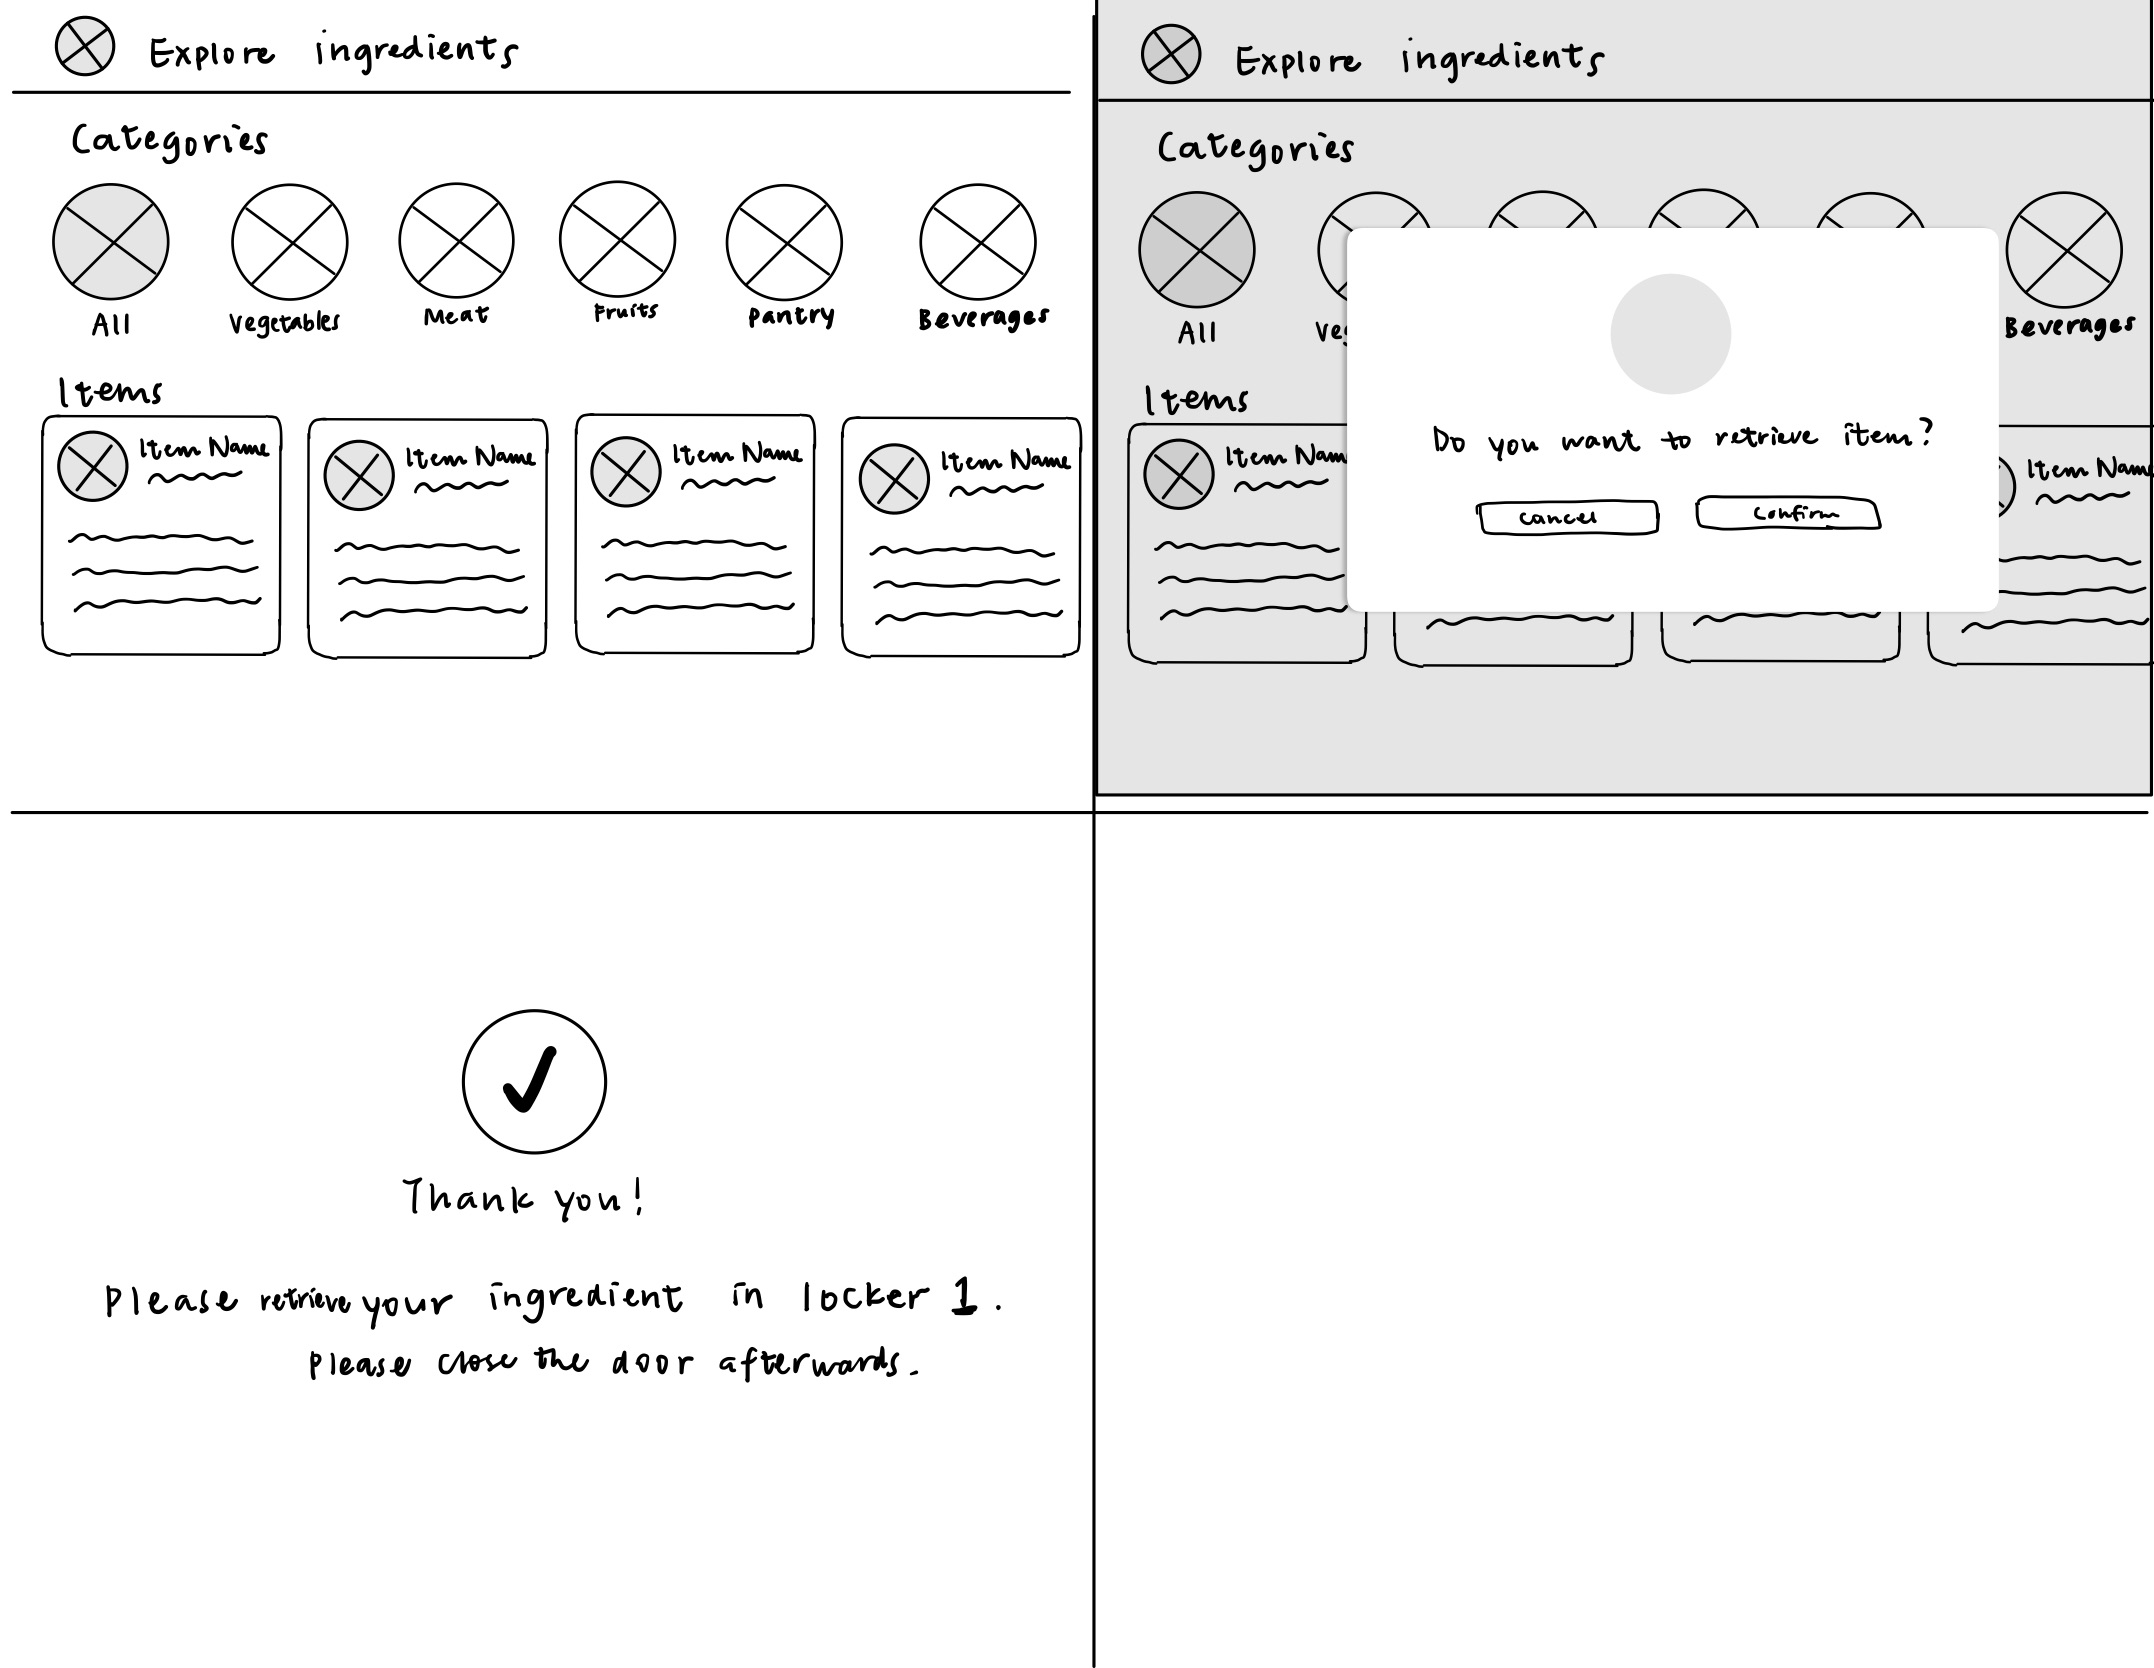 Explore ingredients
Categories
All Vegetables Meat Fruits Pantry Beverages
Items
Item Name Item Name Item Name Item Name
Explore ingredients
Categories
All Veg Beverages
Items
Item Nam Item Name
Do you want to retrieve item?
Cancel Confirm
Thank you!
Please retrieve your ingredient in locker 1.
Please close the door afterwards.